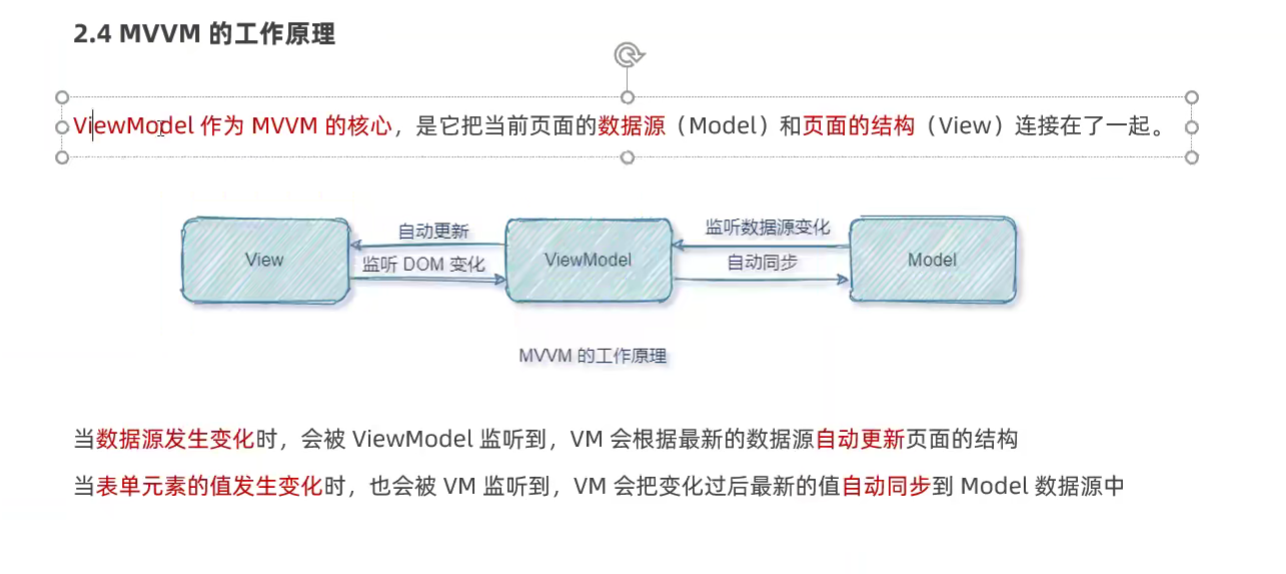 2.4 MVVM 的工作原理
ViewModel 作为 MVVM 的核心，是它把当前页面的数据源（Model）和页面的结构（View）连接在了一起。
自动更新
监听数据源变化
View
监听 DOM 变化
ViewModel
自动同步
Model
MVVM 的工作原理
当数据源发生变化时，会被 ViewModel 监听到，VM 会根据最新的数据源自动更新页面的结构
当表单元素的值发生变化时，也会被 VM 监听到，VM 会把变化过后最新的值自动同步到 Model 数据源中